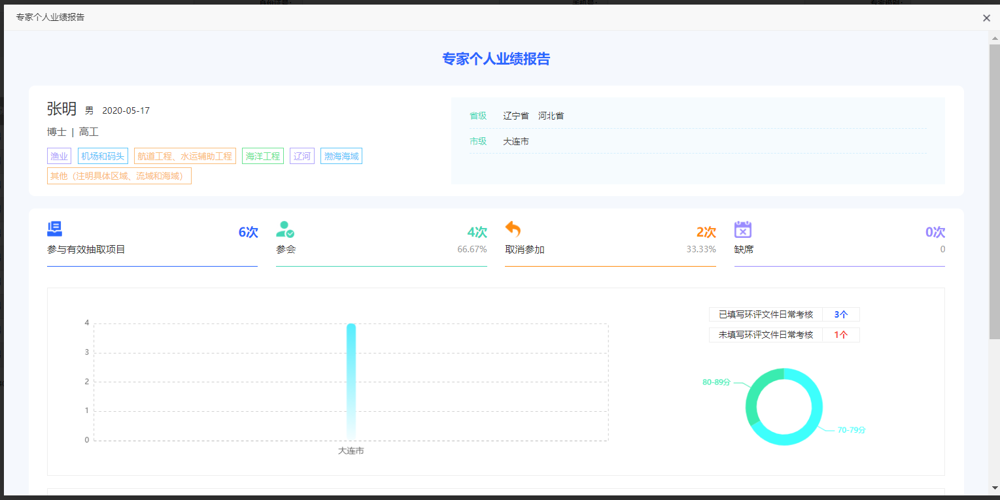 专家个人业绩报告
专家个人业绩报告
张明 男 2020-05-17
博士 | 高工
渔业 机场和码头 航道工程、水运辅助工程 海洋工程 辽河 渤海海域
其他（注明具体区域、流域和海域）
省级 辽宁省 河北省
市级 大连市
6次
参与有效抽取项目
4次
参会 66.67%
2次
取消参加 33.33%
0次
缺席 0
4
3
2
1
0
大连市
已填写环评文件日常考核 3个
未填写环评文件日常考核 1个
80-89分
70-79分